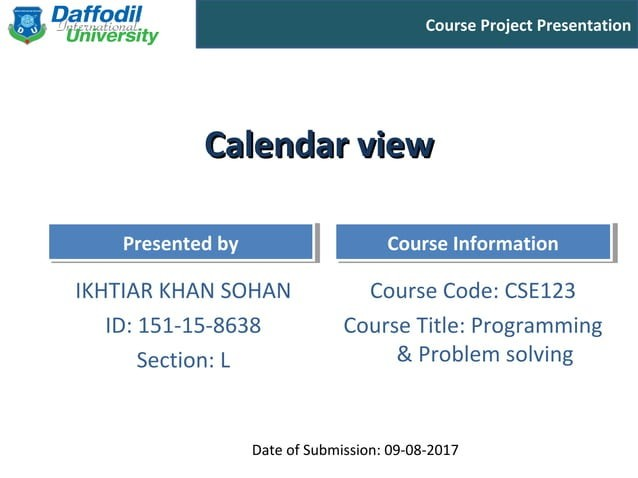 Daffodil
International
University
Course Project Presentation
Calendar view
Presented by
IKHTIAR KHAN SOHAN
ID: 151-15-8638
Section: L
Course Information
Course Code: CSE123
Course Title: Programming
& Problem solving
Date of Submission: 09-08-2017